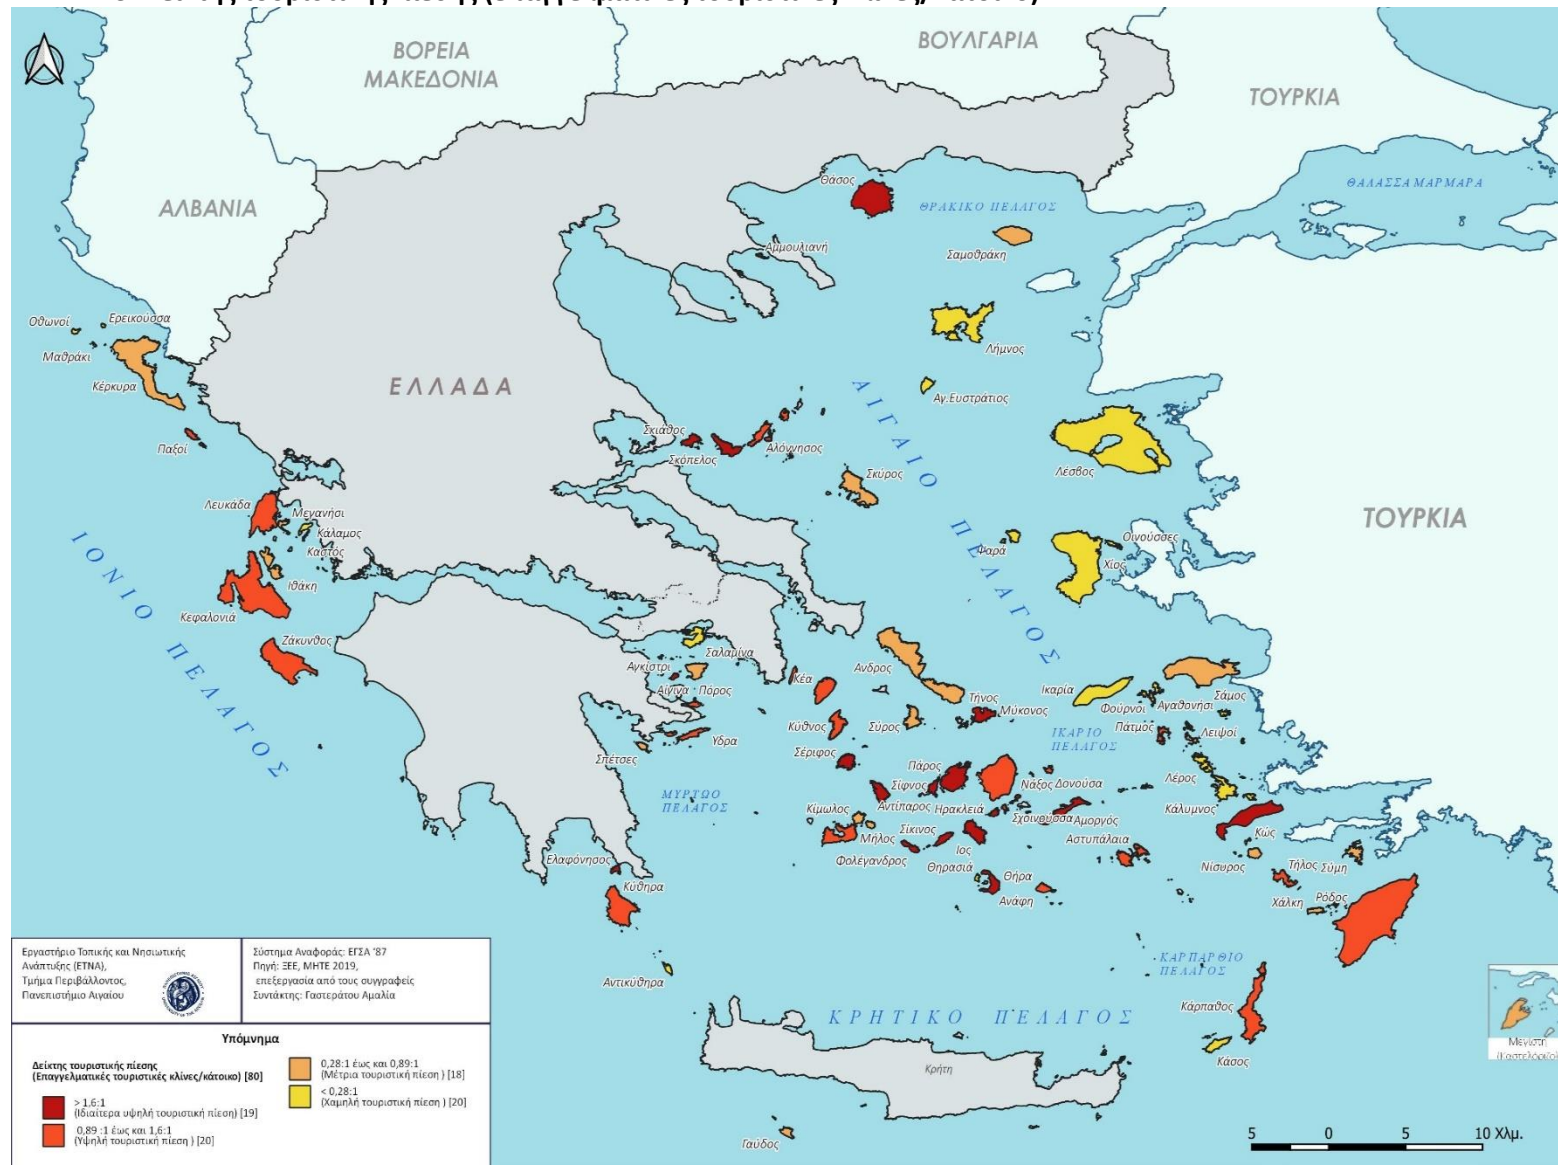 ΒΟΡΕΙΑ
ΜΑΚΕΔΟΝΙΑ
ΒΟΥΛΓΑΡΙΑ
ΤΟΥΡΚΙΑ
ΑΛΒΑΝΙΑ
ΘΑΛΑΣΣΑ ΜΑΡΜΑΡΑ
Θάσος
ΘΡΑΚΙΚΟ ΠΕΛΑΓΟΣ
Αμμουλιανή
Σαμοθράκη
Οθωνοί
Ερεικούσσα
Μαθράκι
Κέρκυρα
Λήμνος
ΕΛΛΑΔΑ
Αγ.Ευστράτιος
ΑΙΓΑΙΟ ΠΕΛΑΓΟΣ
Παξοί
Σκιάθος
Σκόπελος
Αλόννησος
Σκύρος
Λέσβος
Λευκάδα
Μεγανήσι
Κάλαμος
Καστός
Ιθάκη
Κεφαλονιά
ΙΟΝΙΟ ΠΕΛΑΓΟΣ
Ψαρά
Οινούσσες
Χίος
ΤΟΥΡΚΙΑ
Ζάκυνθος
Σαλαμίνα
Αγκίστρι
Αίγινα
Πόρος
Κέα
Ανδρος
Τήνος
Μύκονος
Ικαρία
Φούρνοι
Σάμος
Αγαθονήσι
Πάτμος
Λειψοί
Υδρα
Σπέτσες
Κύθνος
Σύρος
Σέριφος
ΙΚΑΡΙΟ
ΠΕΛΑΓΟΣ
Πάρος
Σίφνος
Νάξος
Δονούσα
Λέρος
ΜΥΡΤΩΟ
ΠΕΛΑΓΟΣ
Κίμωλος
Αντίπαρος
Ηρακλειά
Σχοινούσσα
Αμοργός
Κάλυμνος
Κώς
Μήλος
Σίκινος
Φολέγανδρος
Ιος
Αστυπάλαια
Θηρασιά
Θήρα
Ανάφη
Νίσυρος
Τήλος
Σύμη
Χάλκη
Ρόδος
Ελαφόνησος
Κύθηρα
Αντικύθηρα
ΚΑΡΠΑΘΙΟ
ΠΕΛΑΓΟΣ
Κάρπαθος
Κάσος
ΚΡΗΤΙΚΟ ΠΕΛΑΓΟΣ
Κρήτη
Γαύδος
Μεγίστη
(Καστελόριζο)
Εργαστήριο Τοπικής και Νησιωτικής
Ανάπτυξης (ΕΤΝΑ),
Τμήμα Περιβάλλοντος,
Πανεπιστήμιο Αιγαίου
Σύστημα Αναφοράς: ΕΓΣΑ '87
Πηγή: ΞΕΕ, ΜΗΤΕ 2019,
επεξεργασία από τους συγγραφείς
Συντάκτης: Γαστεράτου Αμαλία
Υπόμνημα
Δείκτης τουριστικής πίεσης
(Επαγγελματικές τουριστικές κλίνες/κάτοικο) [80]
> 1,6:1
(Ιδιαίτερα υψηλή τουριστική πίεση) [19]
0,89 :1 έως και 1,6:1
(Υψηλή τουριστική πίεση ) [20]
0,28:1 έως και 0,89:1
(Μέτρια τουριστική πίεση ) [18]
< 0,28:1
(Χαμηλή τουριστική πίεση ) [20]
5 0 5 10 Χλμ.